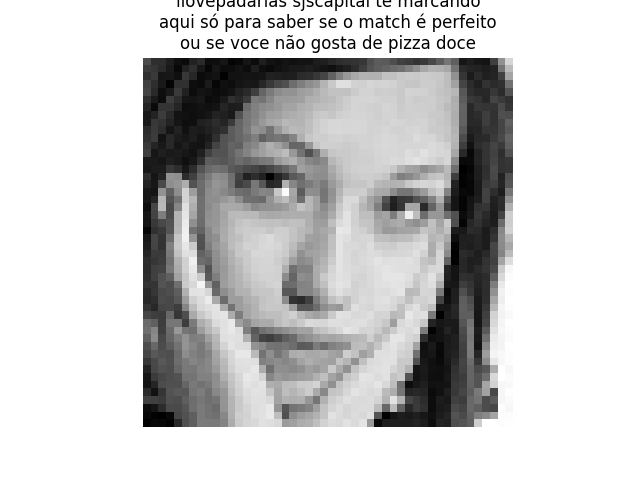 ilovepadarias sjscapital te marcando
aqui só para saber se o match é perfeito
ou se voce não gosta de pizza doce